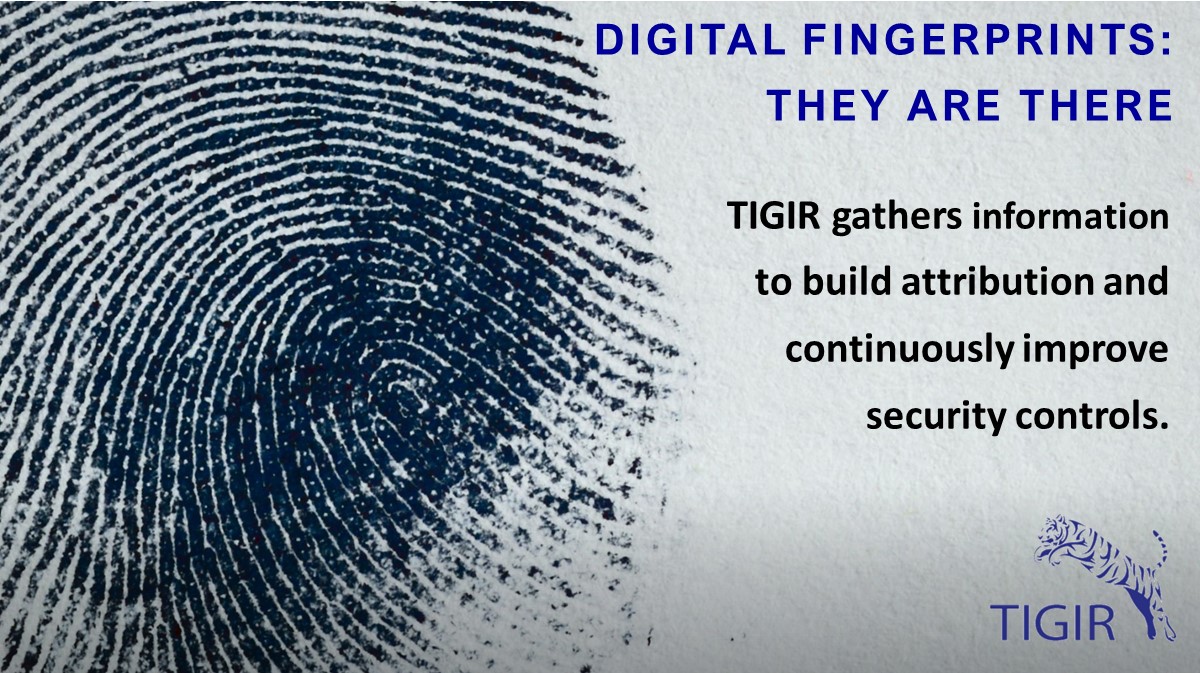 DIGITAL FINGERPRINTS:
THEY ARE THERE
TIGIR gathers information
to build attribution and
continuously improve
security controls.
TIGIR